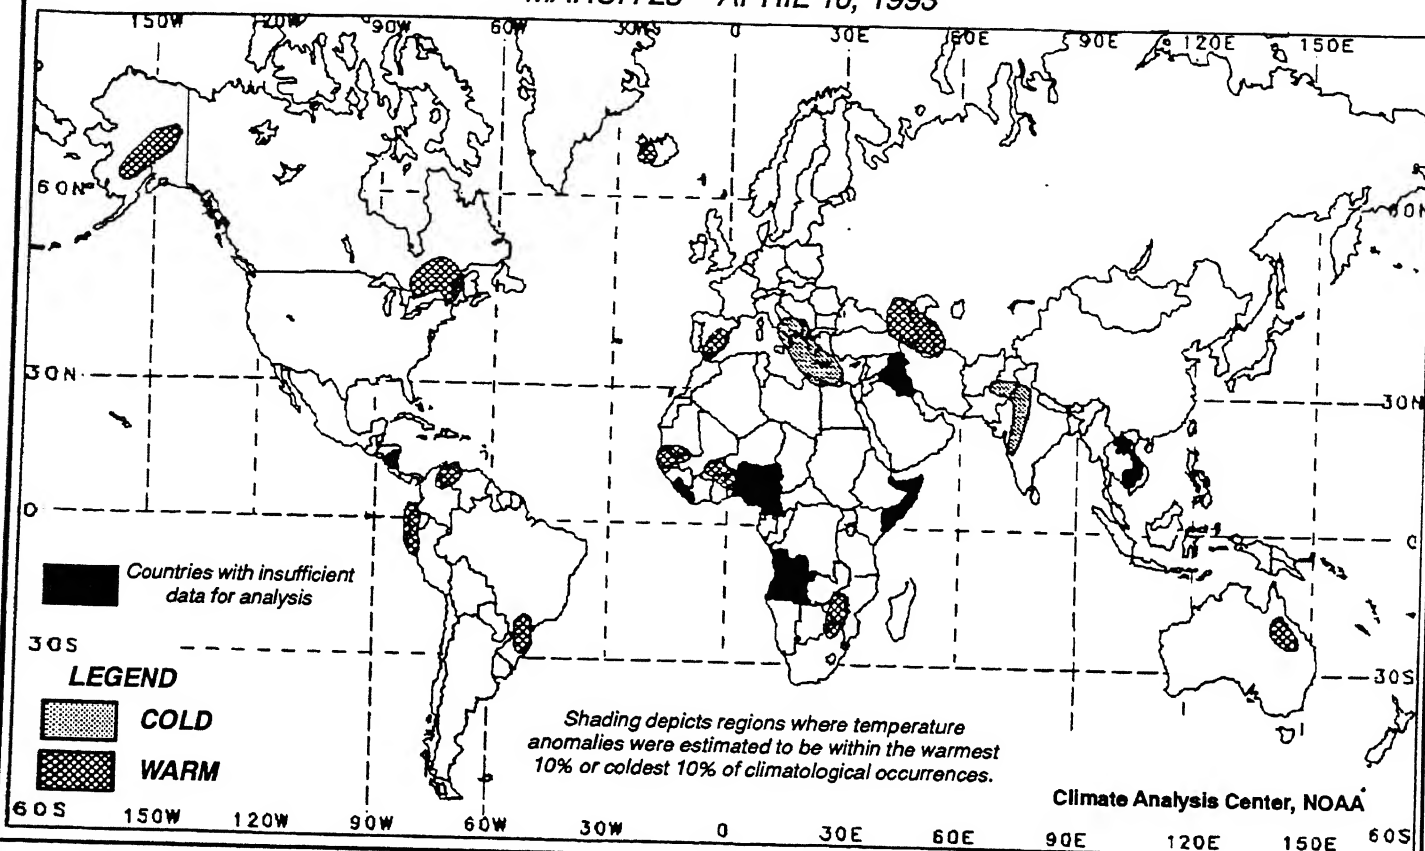 150W 120W 90W 60W 0 30E 60E 90E 120E 150E
60N
30N 30N
0
Countries with insufficient
data for analysis
30S 30S
LEGEND
COLD
WARM
Shading depicts regions where temperature
anomalies were estimated to be within the warmest
10% or coldest 10% of climatological occurrences.
Climate Analysis Center, NOAA
60S 150W 120W 90W 60W 30W 0 30E 60E 90E 120E 150E 60S